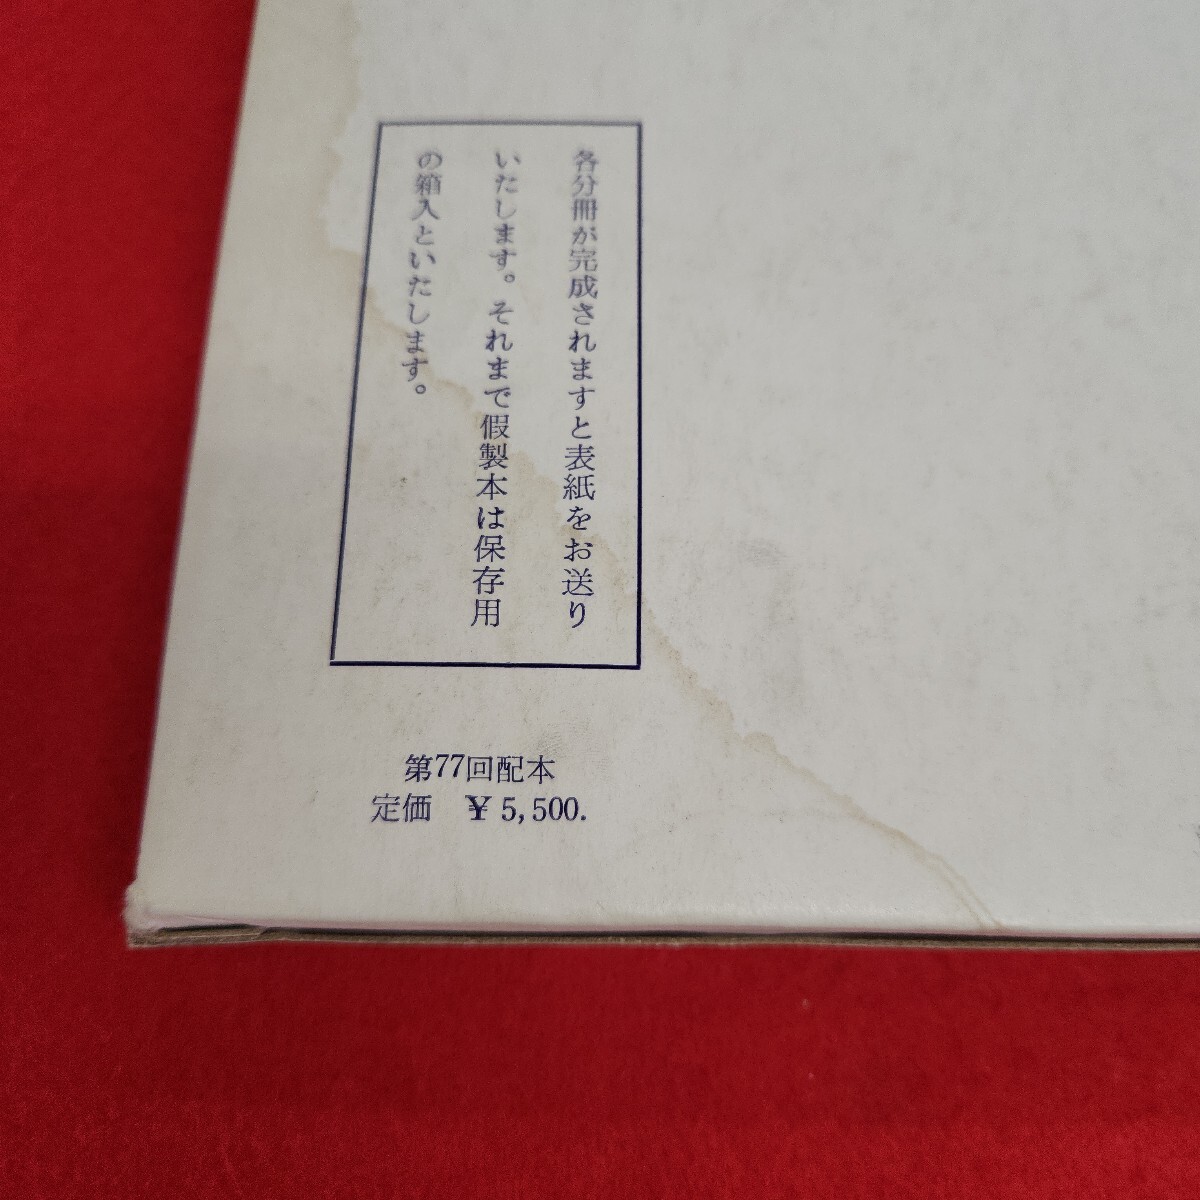 各分冊が完成されますと表紙をお送り
いたします。それまで假製本は保存用
の箱入といたします。
第77回配本
定価 ¥5,500.